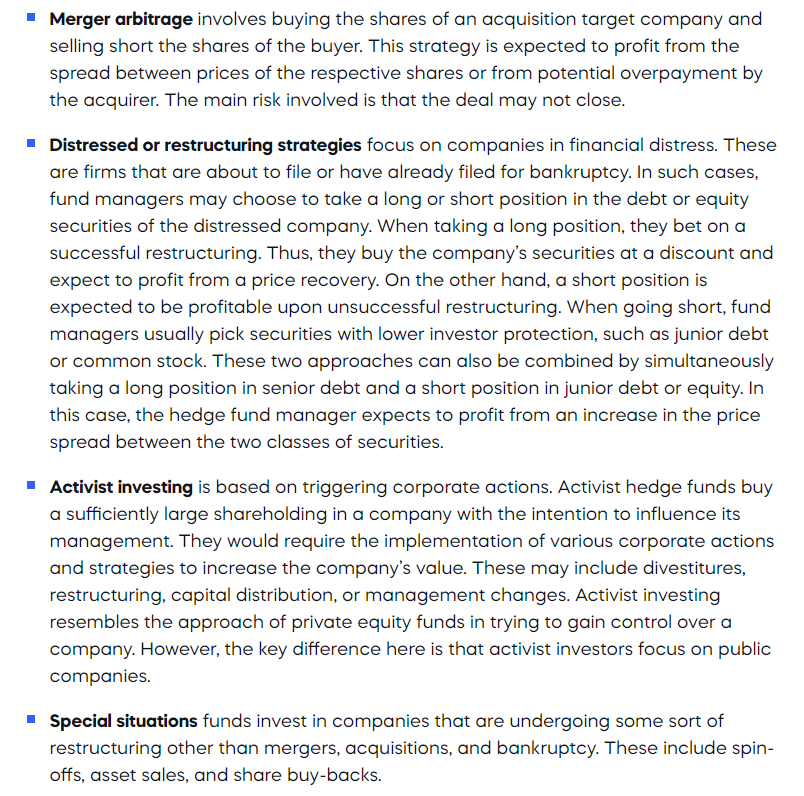 Merger arbitrage involves buying the shares of an acquisition target company and
selling short the shares of the buyer. This strategy is expected to profit from the
spread between prices of the respective shares or from potential overpayment by
the acquirer. The main risk involved is that the deal may not close.
Distressed or restructuring strategies focus on companies in financial distress. These
are firms that are about to file or have already filed for bankruptcy. In such cases,
fund managers may choose to take a long or short position in the debt or equity
securities of the distressed company. When taking a long position, they bet on a
successful restructuring. Thus, they buy the company’s securities at a discount and
expect to profit from a price recovery. On the other hand, a short position is
expected to be profitable upon unsuccessful restructuring. When going short, fund
managers usually pick securities with lower investor protection, such as junior debt
or common stock. These two approaches can also be combined by simultaneously
taking a long position in senior debt and a short position in junior debt or equity. In
this case, the hedge fund manager expects to profit from an increase in the price
spread between the two classes of securities.
Activist investing is based on triggering corporate actions. Activist hedge funds buy
a sufficiently large shareholding in a company with the intention to influence its
management. They would require the implementation of various corporate actions
and strategies to increase the company’s value. These may include divestitures,
restructuring, capital distribution, or management changes. Activist investing
resembles the approach of private equity funds in trying to gain control over a
company. However, the key difference here is that activist investors focus on public
companies.
Special situations funds invest in companies that are undergoing some sort of
restructuring other than mergers, acquisitions, and bankruptcy. These include spin-
offs, asset sales, and share buy-backs.